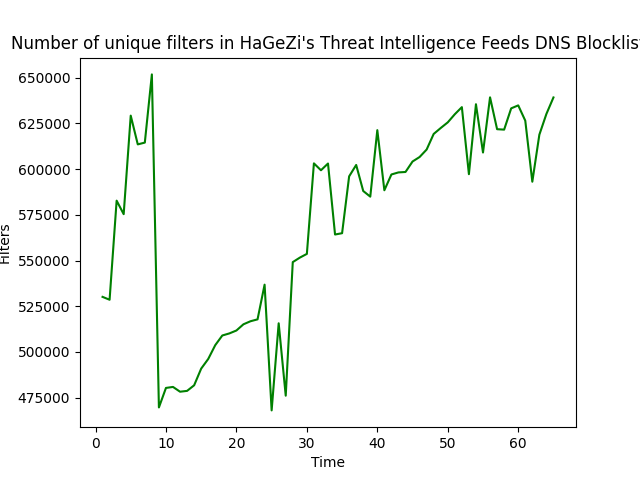 Number of unique filters in HaGeZi's Threat Intelligence Feeds DNS Blocklist
650000
625000
600000
575000
550000
525000
500000
475000
Filters
0 10 20 30 40 50 60
Time